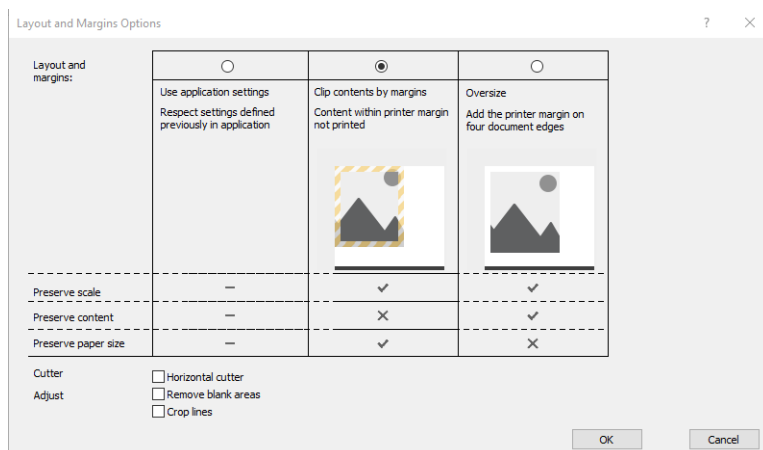 Layout and Margins Options
?
Layout and
margins:
Use application settings
Respect settings defined
previously in application
Clip contents by margins
Content within printer margin
not printed
Oversize
Add the printer margin on
four document edges
Preserve scale
Preserve content
Preserve paper size
Cutter
Horizontal cutter
Adjust
Remove blank areas
Crop lines
OK
Cancel